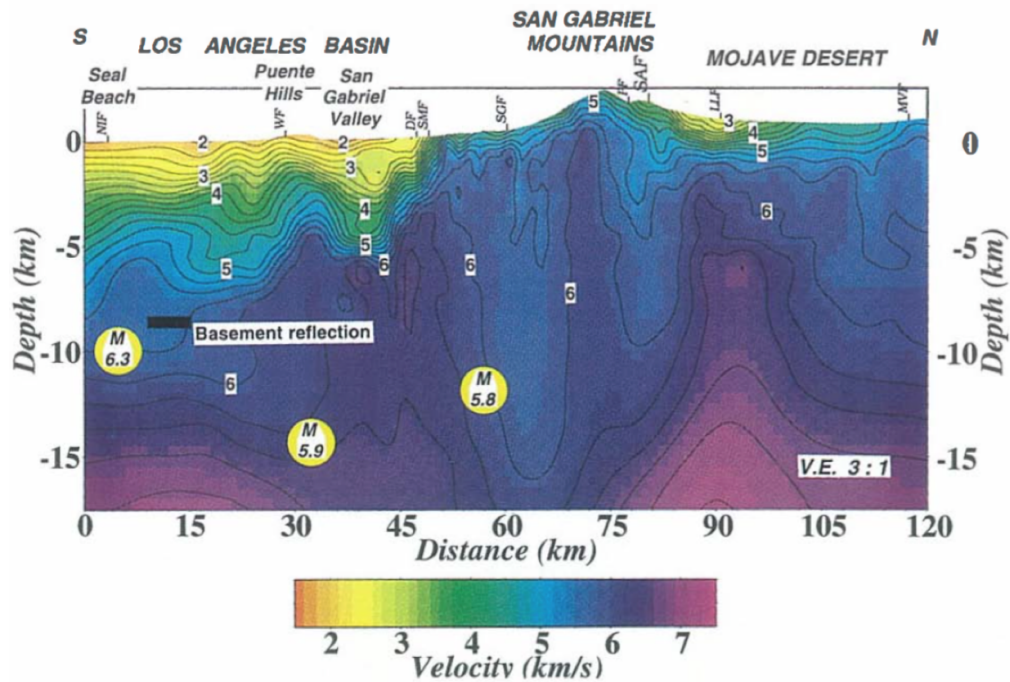 S
LOS ANGELES BASIN
SAN GABRIEL
MOUNTAINS
MOJAVE DESERT
N
Seal
Beach
Puente
Hills
San
Gabriel
Valley
NIF
WF
DF
SMF
SGF
PF
SAF
LLF
MVF
0
-5
-10
-15
Depth (km)
2
3
4
5
6
2
3
4
5
6
6
6
5
3
4
5
6
Basement reflection
M
6.3
M
5.9
M
5.8
V.E. 3 : 1
0
-5
-10
-15
Depth (km)
0 15 30 45 60 75 90 105 120
Distance (km)
2 3 4 5 6 7
Velocity (km/s)